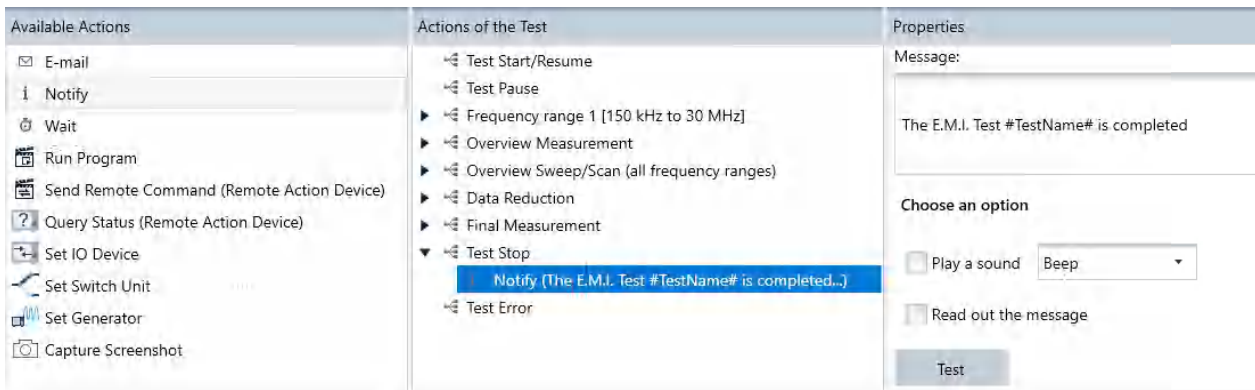 Available Actions
E-mail
Notify
Wait
Run Program
Send Remote Command (Remote Action Device)
Query Status (Remote Action Device)
Set IO Device
Set Switch Unit
Set Generator
Capture Screenshot
Actions of the Test
Test Start/Resume
Test Pause
Frequency range 1 [150 kHz to 30 MHz]
Overview Measurement
Overview Sweep/Scan (all frequency ranges)
Data Reduction
Final Measurement
Test Stop
Notify (The E.M.I. Test #TestName# is completed...)
Test Error
Properties
Message:
The E.M.I. Test #TestName# is completed
Choose an option
Play a sound
Beep
Read out the message
Test